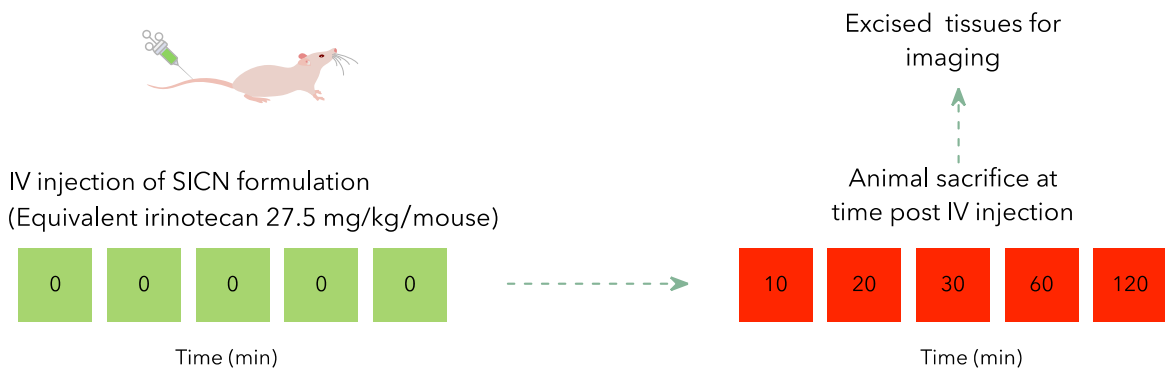 Excised tissues for
imaging
IV injection of SICN formulation
(Equivalent irinotecan 27.5 mg/kg/mouse)
Animal sacrifice at
time post IV injection
0 0 0 0 0
10 20 30 60 120
Time (min)
Time (min)